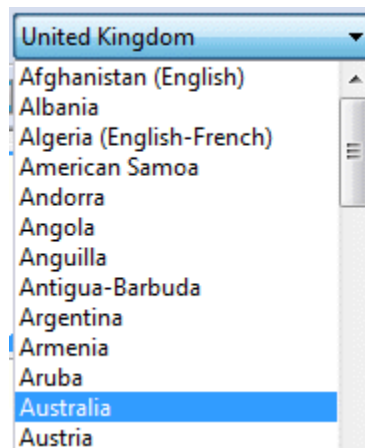 United Kingdom
Afghanistan (English)
Albania
Algeria (English-French)
American Samoa
Andorra
Angola
Anguilla
Antigua-Barbuda
Argentina
Armenia
Aruba
Australia
Austria